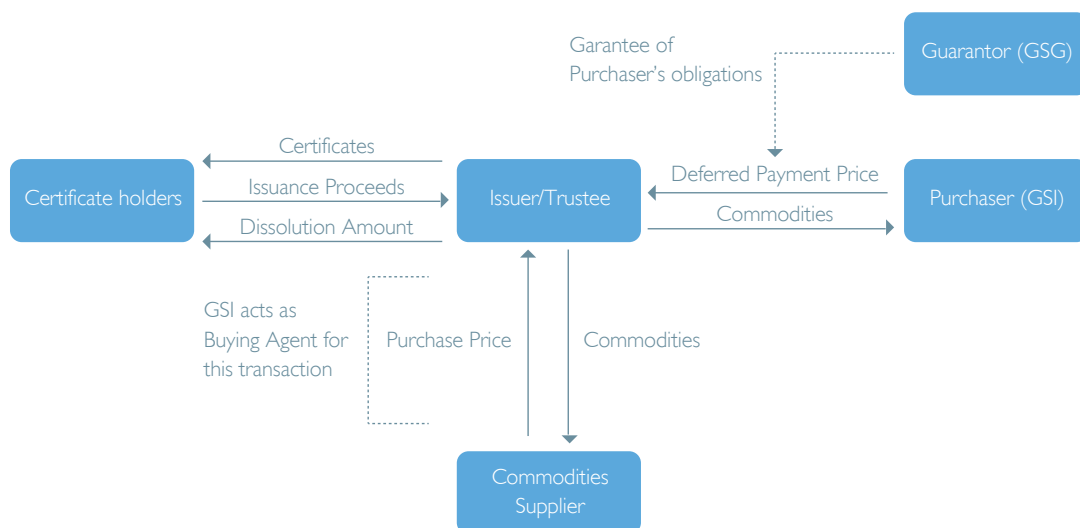 Garantee of
Purchaser's obligations
Guarantor (GSG)
Certificates
Certificate holders
Issuance Proceeds
Dissolution Amount
Issuer/Trustee
Deferred Payment Price
Commodities
Purchaser (GSI)
GSI acts as
Buying Agent for
this transaction
Purchase Price
Commodities
Commodities
Supplier